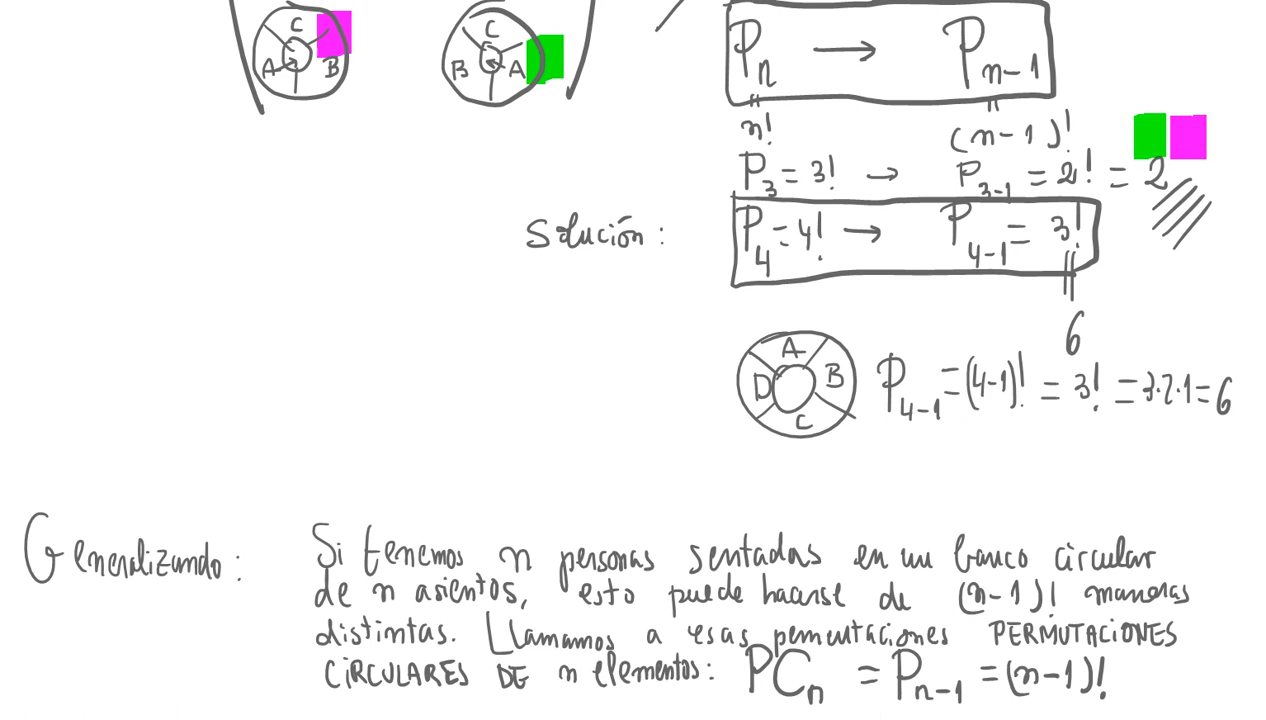 C
A B
C
B A
Pn → Pn-1
n! (n-1)!
P3 = 3! → P3-1 = 2! = 2
Solución: P4 = 4! → P4-1 = 3!
6
A
D B
C
P4-1 = (4-1)! = 3! = 3·2·1 = 6
Generalizando: Si tenemos n personas sentadas en un banco circular
de n asientos, esto puede hacerse de (n-1)! maneras
distintas. Llamamos a esas permutaciones PERMUTACIONES
CIRCULARES DE n elementos: PCn = Pn-1 = (n-1)!